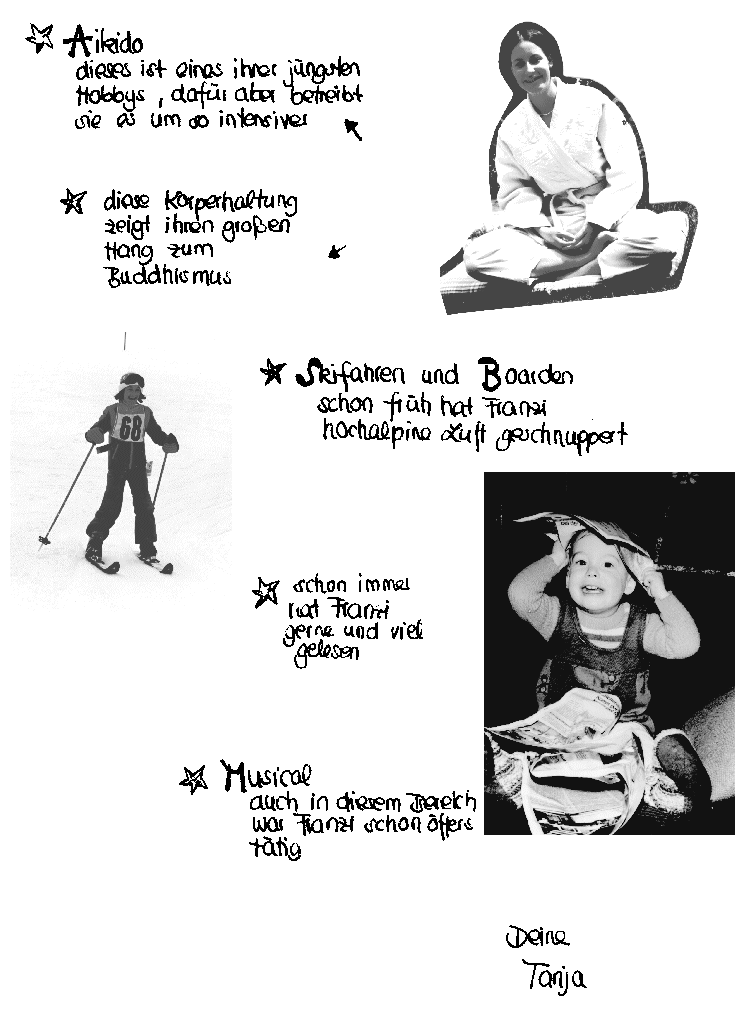 Aikido
dieses ist eines ihrer jüngsten
Hobbys, dafür aber betreibt
sie es um so intensiver
diese Körperhaltung
zeigt ihren großen
Hang zum
Buddhismus
Skifahren und Boarden
schon früh hat Franzi
hochalpine Luft geschnuppert
68
schon immer
hat Franzi
gerne und viel
gelesen
Musical
auch in diesem Bereich
war Franzi schon öfters
tätig
Deine
Tanja